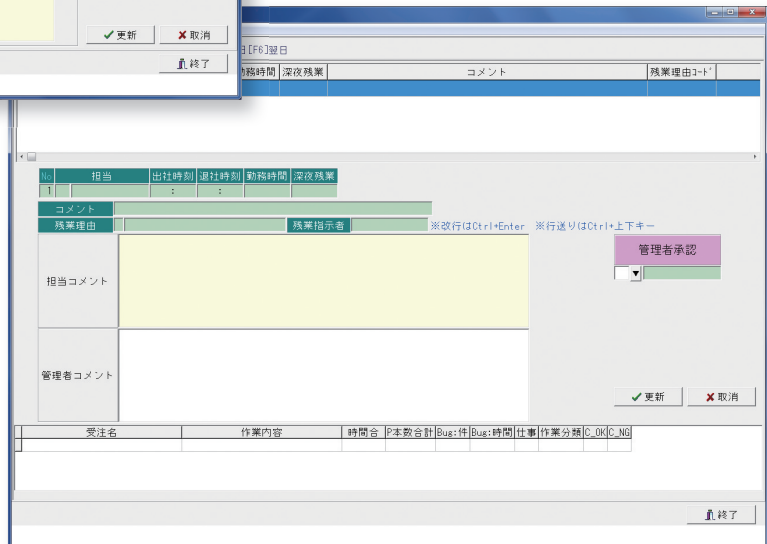 更新 取消
終了
[F6]翌日
務時間 深夜残業 コメント 残業理由ｺｰﾄﾞ
No 担当 出社時刻 退社時刻 勤務時間 深夜残業
1 : :
コメント
残業理由 残業指示者 ※改行はCtrl+Enter ※行送りはCtrl+上下キー
管理者承認
担当コメント
管理者コメント
更新 取消
受注名 作業内容 時間合 P本数合計 Bug:件 Bug:時間 仕事 作業分類 C_OK C_NG
終了